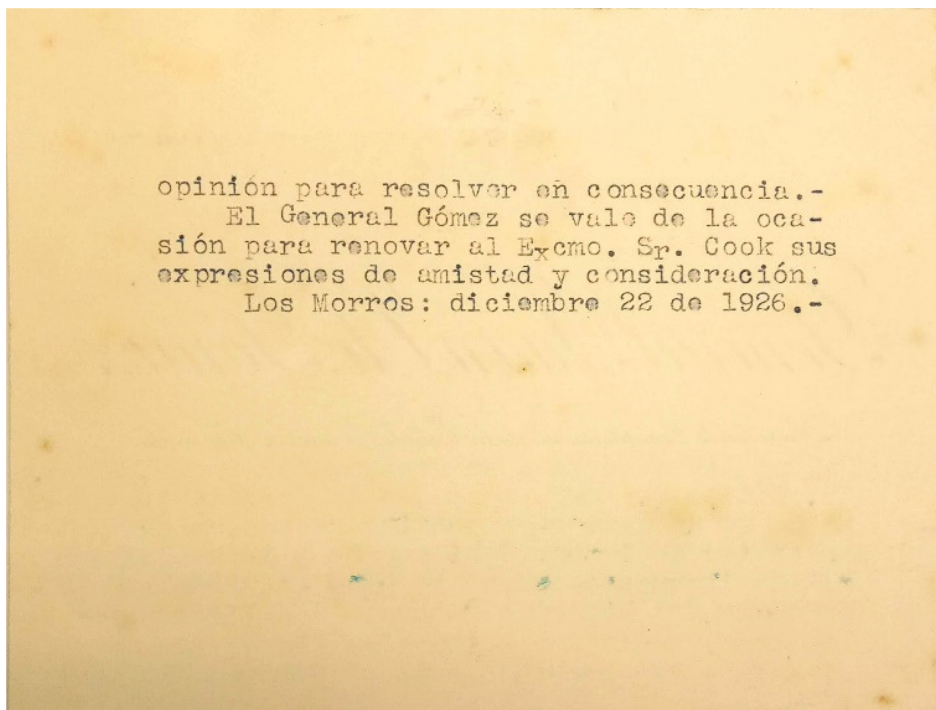 opinión para resolver en consecuencia.-
El General Gómez se vale de la oca-
sión para renovar al Excmo. Sr. Cook sus
expresiones de amistad y consideración.
Los Morros: diciembre 22 de 1926.-